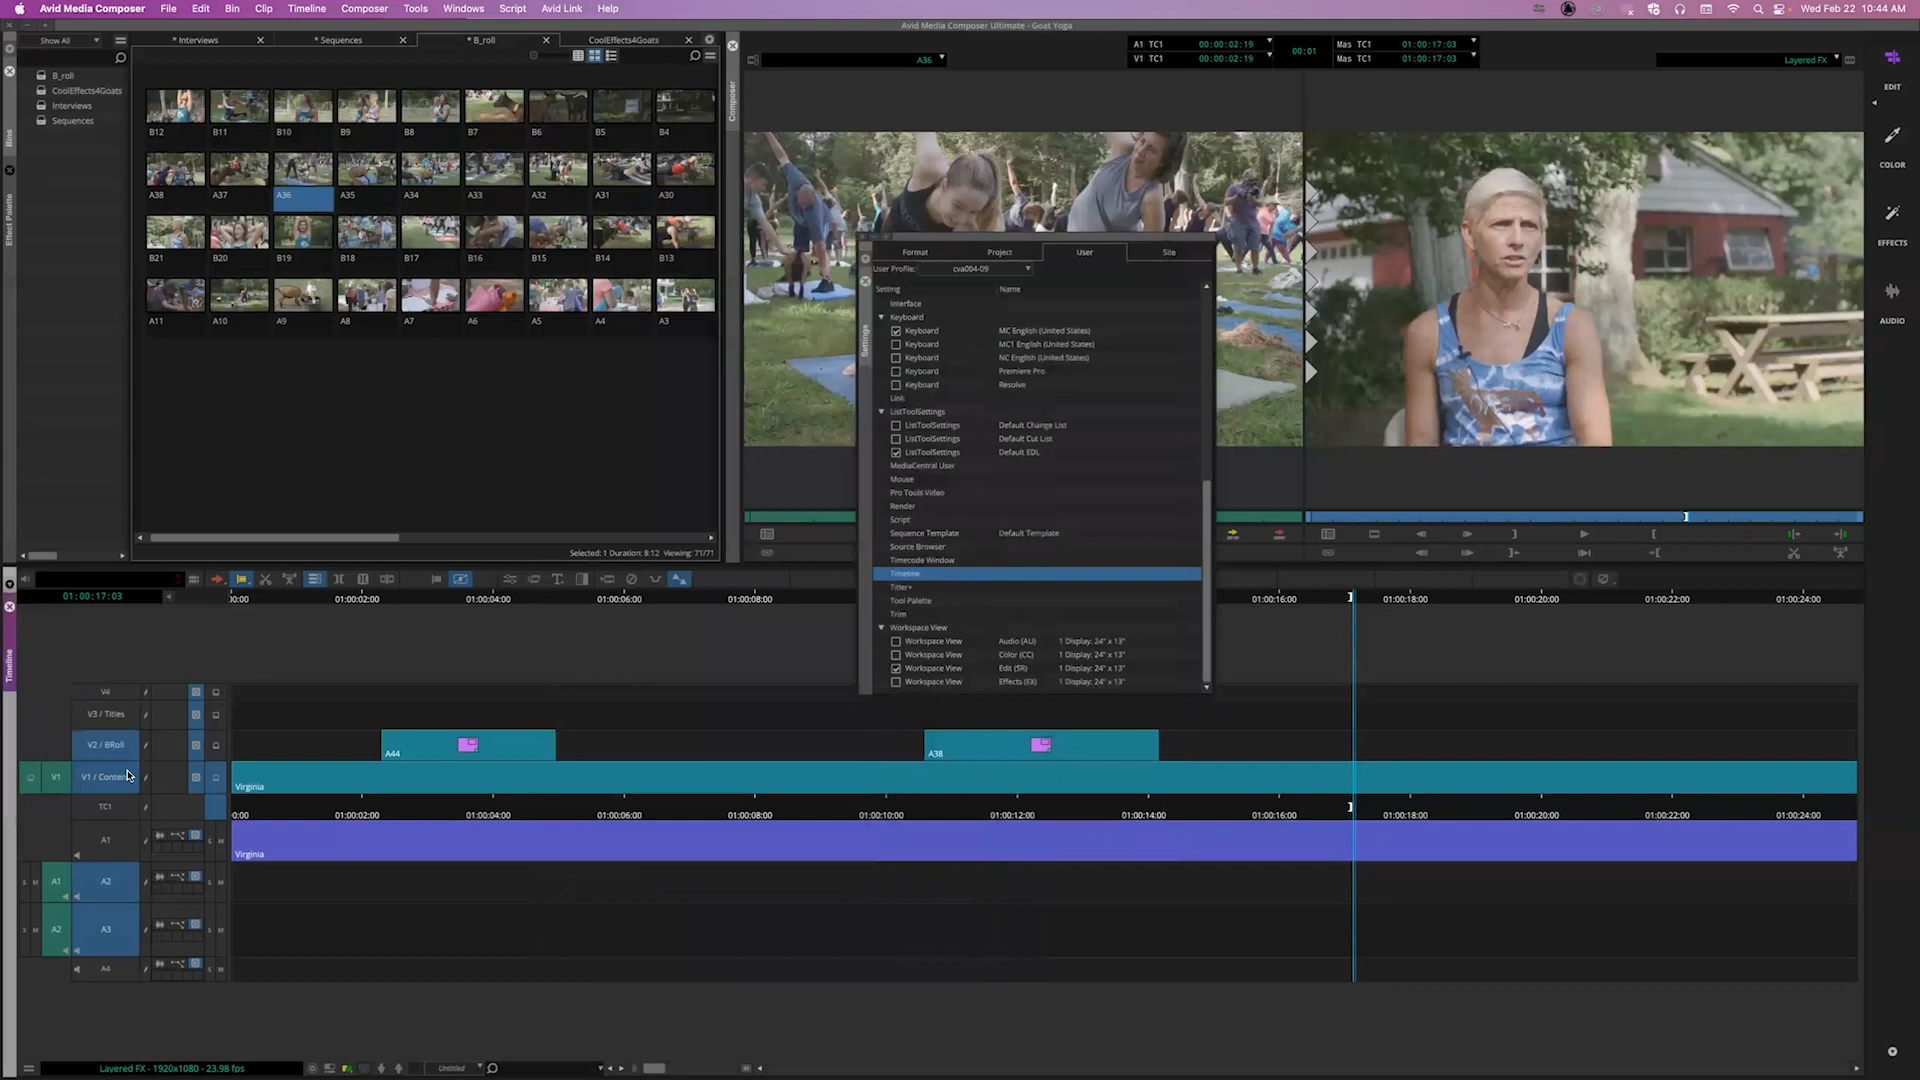 Avid Media Composer File Edit Bin Clip Timeline Composer Tools Windows Script Avid Link Help Wed Feb 22 10:44 AM
Avid Media Composer Ultimate - Goat Yoga
Show All
* Interviews
* Sequences
* B_roll
CoolEffects4Goats
B_roll
CoolEffects4Goats
Interviews
Sequences
Bins
Effect Palette
B12 B11 B10 B9 B8 B7 B6 B5 B4
A38 A37 A36 A35 A34 A33 A32 A31 A30
B21 B20 B19 B18 B17 B16 B15 B14 B13
A11 A10 A9 A8 A7 A6 A5 A4 A3
Selected: 1 Duration: 8:12 Viewing: 71/71
Composer
A36
A1 TC1 00:00:02:19
V1 TC1 00:00:02:19
00:01
Mas TC1 01:00:17:03
Mas TC1 01:00:17:03
Layered FX
EDIT
COLOR
EFFECTS
AUDIO
Settings
Format Project User Site
User Profile: cva004-09
Setting Name
Interface
Keyboard
Keyboard MC English (United States)
Keyboard MC1 English (United States)
Keyboard NC English (United States)
Keyboard Premiere Pro
Keyboard Resolve
Link
ListToolSettings
ListToolSettings Default Change List
ListToolSettings Default Cut List
ListToolSettings Default EDL
MediaCentral User
Mouse
Pro Tools Video
Render
Script
Sequence Template Default Template
Source Browser
Timecode Window
Timeline
Titler+
Tool Palette
Trim
Workspace View
Workspace View Audio (AU) 1 Display: 24" x 13"
Workspace View Color (CC) 1 Display: 24" x 13"
Workspace View Edit (SR) 1 Display: 24" x 13"
Workspace View Effects (FX) 1 Display: 24" x 13"
Timeline
01:00:17:03
0:00 01:00:02:00 01:00:04:00 01:00:06:00 01:00:08:00 01:00:16:00 01:00:18:00 01:00:20:00 01:00:22:00 01:00:24:00
V4
V3 / Titles
V2 / BRoll
A44
A38
V1
V1 / Conten
Virginia
TC1
0:00 01:00:02:00 01:00:04:00 01:00:06:00 01:00:08:00 01:00:10:00 01:00:12:00 01:00:14:00 01:00:16:00 01:00:18:00 01:00:20:00 01:00:22:00 01:00:24:00
A1 S M
Virginia
S M A1 A2 S M
S M A2 A3 S M
A4 S M
Layered FX - 1920x1080 - 23.98 fps
Untitled